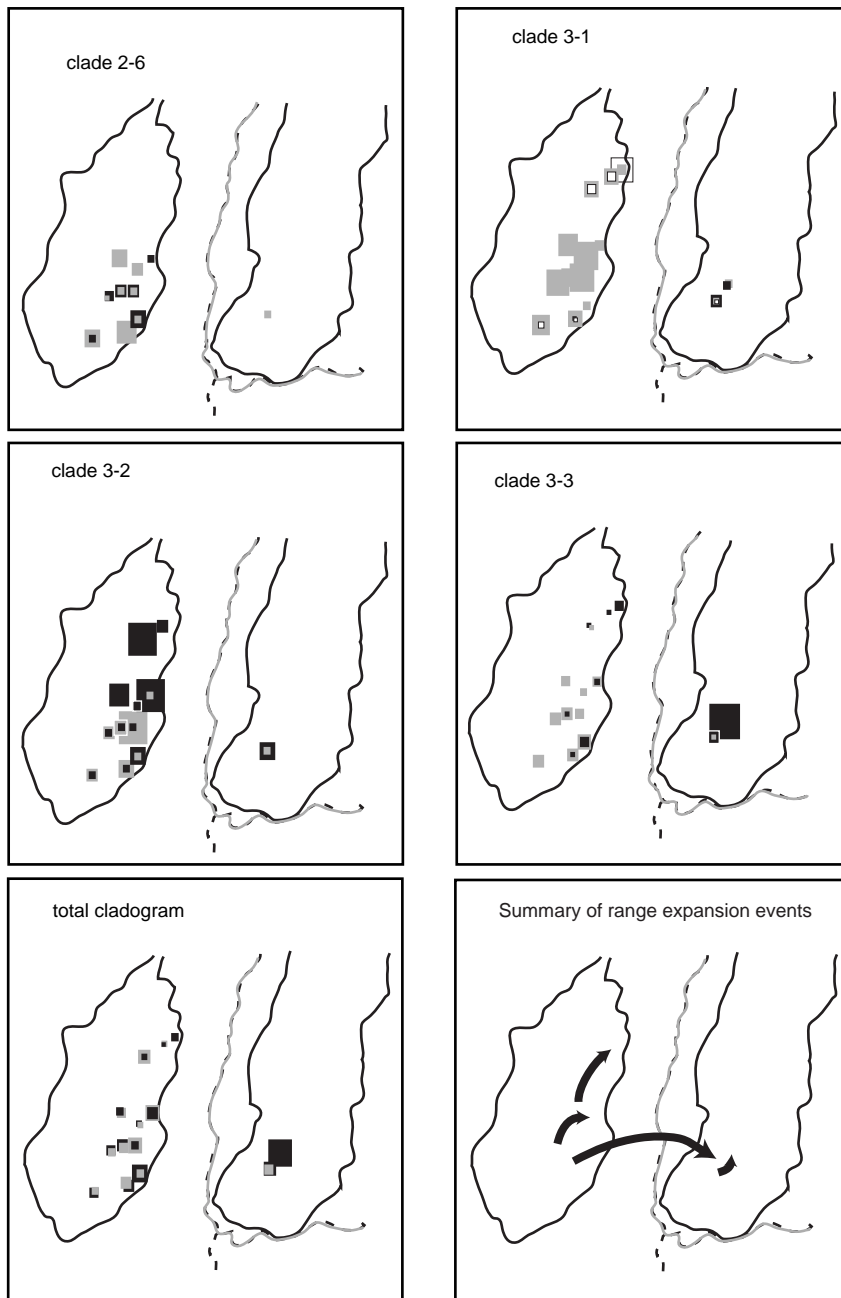 clade 2-6
clade 3-1
clade 3-2
clade 3-3
total cladogram
Summary of range expansion events